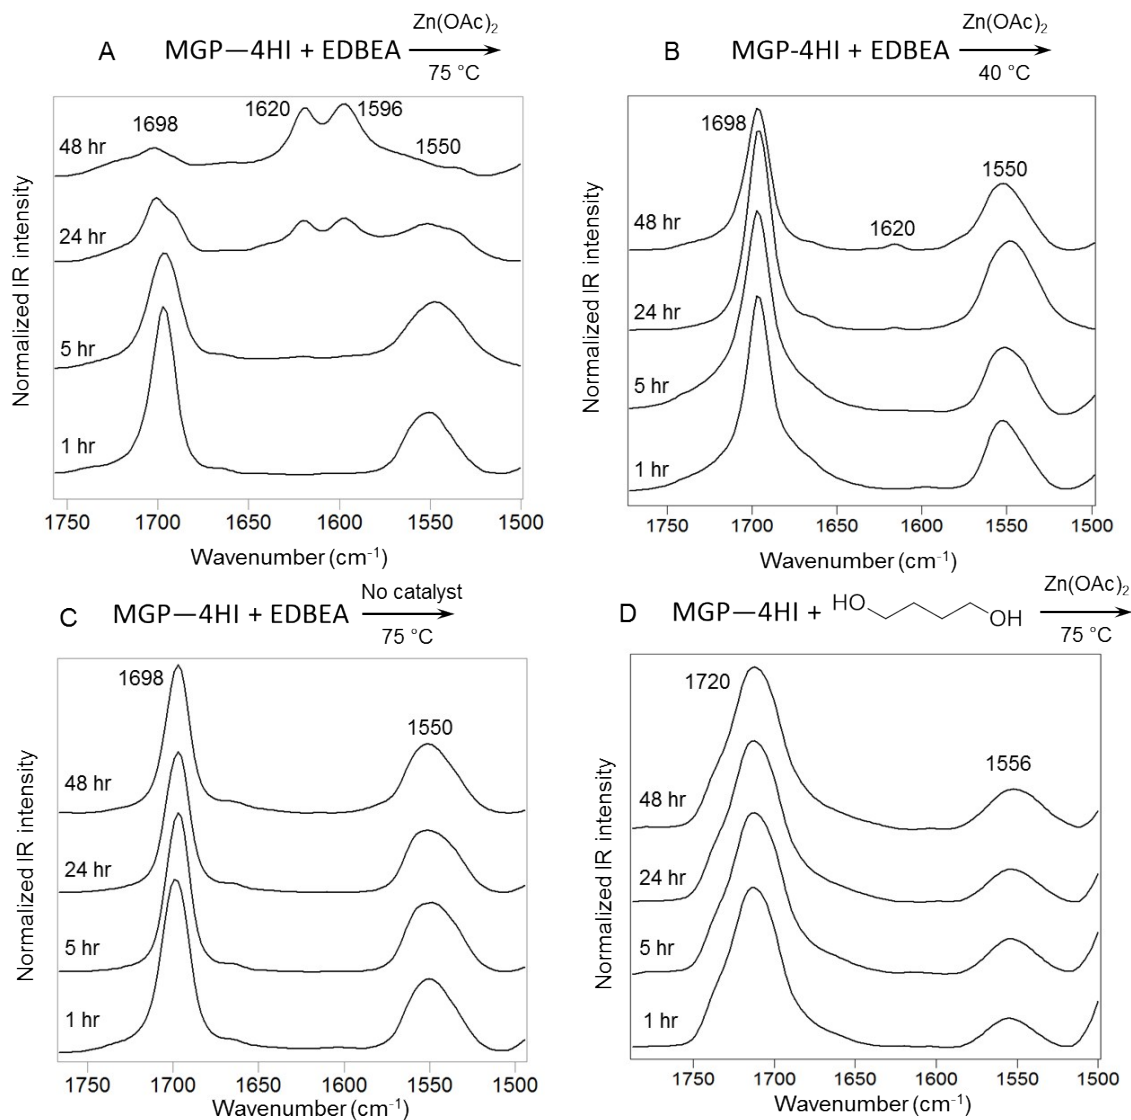 A MGP—4HI + EDBEA Zn(OAc)2 75 °C
1698
1620
1596
1550
48 hr
24 hr
5 hr
1 hr
Normalized IR intensity
1750 1700 1650 1600 1550 1500
Wavenumber (cm-1)
B MGP-4HI + EDBEA Zn(OAc)2 40 °C
1698
1620
1550
48 hr
24 hr
5 hr
1 hr
Normalized IR intensity
1750 1700 1650 1600 1550 1500
Wavenumber (cm-1)
C MGP—4HI + EDBEA No catalyst 75 °C
1698
1550
48 hr
24 hr
5 hr
1 hr
Normalized IR intensity
1750 1700 1650 1600 1550 1500
Wavenumber (cm-1)
D MGP—4HI + HO OH Zn(OAc)2 75 °C
1720
1556
48 hr
24 hr
5 hr
1 hr
Normalized IR intensity
1750 1700 1650 1600 1550 1500
Wavenumber (cm-1)